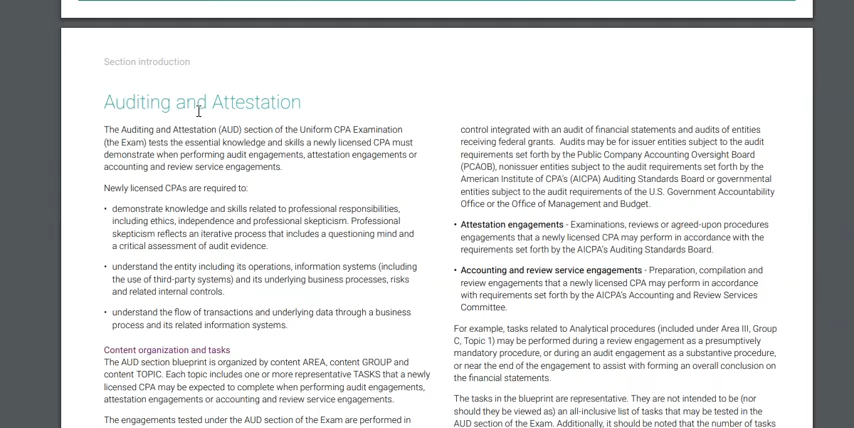 Section introduction
Auditing and Attestation
The Auditing and Attestation (AUD) section of the Uniform CPA Examination
(the Exam) tests the essential knowledge and skills a newly licensed CPA must
demonstrate when performing audit engagements, attestation engagements or
accounting and review service engagements.
Newly licensed CPAs are required to:
• demonstrate knowledge and skills related to professional responsibilities,
including ethics, independence and professional skepticism. Professional
skepticism reflects an iterative process that includes a questioning mind and
a critical assessment of audit evidence.
• understand the entity including its operations, information systems (including
the use of third-party systems) and its underlying business processes, risks
and related internal controls.
• understand the flow of transactions and underlying data through a business
process and its related information systems.
Content organization and tasks
The AUD section blueprint is organized by content AREA, content GROUP and
content TOPIC. Each topic includes one or more representative TASKS that a newly
licensed CPA may be expected to complete when performing audit engagements,
attestation engagements or accounting and review service engagements.
The engagements tested under the AUD section of the Exam are performed in
control integrated with an audit of financial statements and audits of entities
receiving federal grants. Audits may be for issuer entities subject to the audit
requirements set forth by the Public Company Accounting Oversight Board
(PCAOB), nonissuer entities subject to the audit requirements set forth by the
American Institute of CPA's (AICPA) Auditing Standards Board or governmental
entities subject to the audit requirements of the U.S. Government Accountability
Office or the Office of Management and Budget.
• Attestation engagements - Examinations, reviews or agreed-upon procedures
engagements that a newly licensed CPA may perform in accordance with the
requirements set forth by the AICPA's Auditing Standards Board.
• Accounting and review service engagements - Preparation, compilation and
review engagements that a newly licensed CPA may perform in accordance
with requirements set forth by the AICPA's Accounting and Review Services
Committee.
For example, tasks related to Analytical procedures (included under Area III, Group
C, Topic 1) may be performed during a review engagement as a presumptively
mandatory procedure, or during an audit engagement as a substantive procedure,
or near the end of the engagement to assist with forming an overall conclusion on
the financial statements.
The tasks in the blueprint are representative. They are not intended to be (nor
should they be viewed as) an all-inclusive list of tasks that may be tested in the
AUD section of the Exam. Additionally, it should be noted that the number of tasks